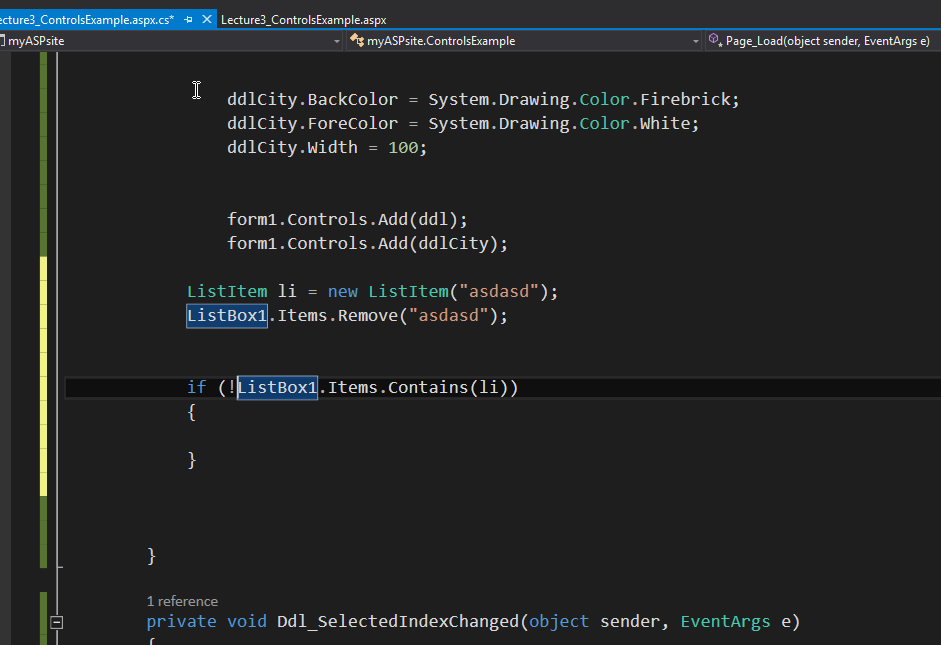 ecture3_ControlsExample.aspx.cs* Lecture3_ControlsExample.aspx
myASPsite myASPsite.ControlsExample Page_Load(object sender, EventArgs e)
ddlCity.BackColor = System.Drawing.Color.Firebrick;
ddlCity.ForeColor = System.Drawing.Color.White;
ddlCity.Width = 100;
form1.Controls.Add(ddl);
form1.Controls.Add(ddlCity);
ListItem li = new ListItem("asdasd");
ListBox1.Items.Remove("asdasd");
if (!ListBox1.Items.Contains(li))
{
}
}
1 reference
private void Ddl_SelectedIndexChanged(object sender, EventArgs e)
{